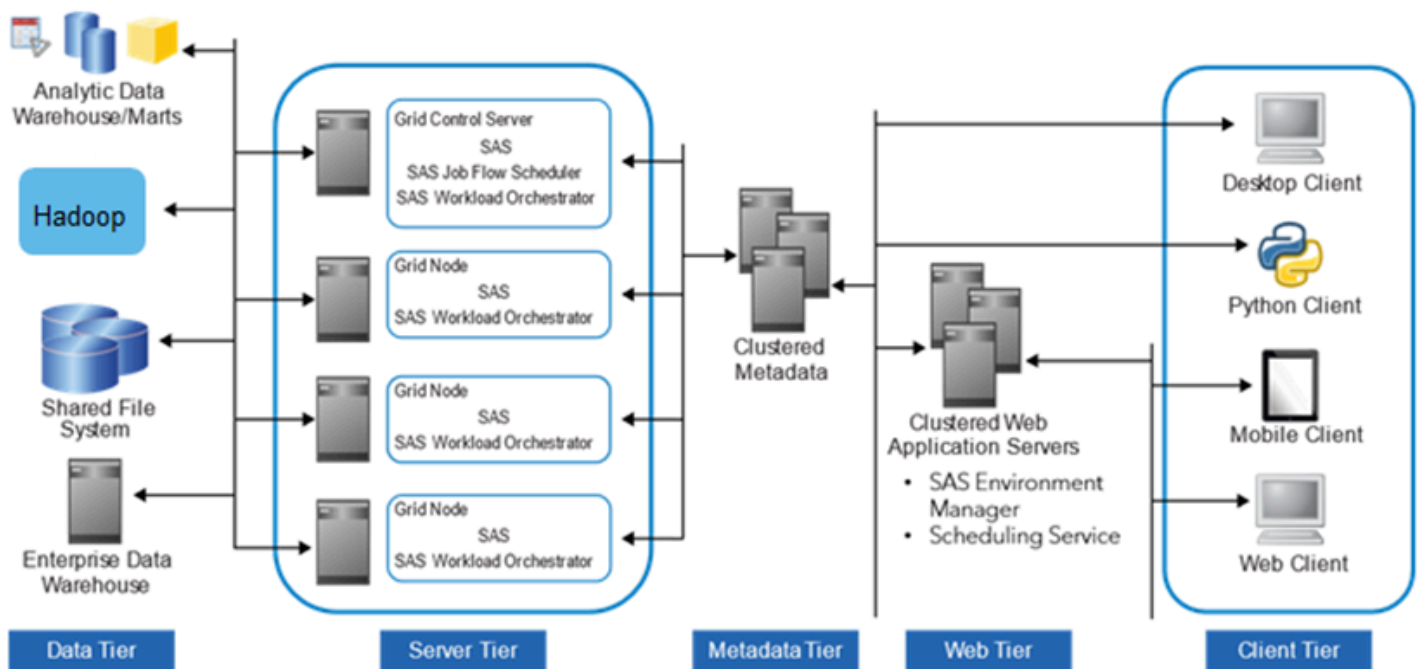 Analytic Data
Warehouse/Marts
Hadoop
Shared File
System
Enterprise Data
Warehouse
Data Tier
Grid Control Server
SAS
SAS Job Flow Scheduler
SAS Workload Orchestrator
Grid Node
SAS
SAS Workload Orchestrator
Grid Node
SAS
SAS Workload Orchestrator
Grid Node
SAS
SAS Workload Orchestrator
Server Tier
Clustered
Metadata
Metadata Tier
Clustered Web
Application Servers
• SAS Environment
Manager
• Scheduling Service
Web Tier
Desktop Client
Python Client
Mobile Client
Web Client
Client Tier